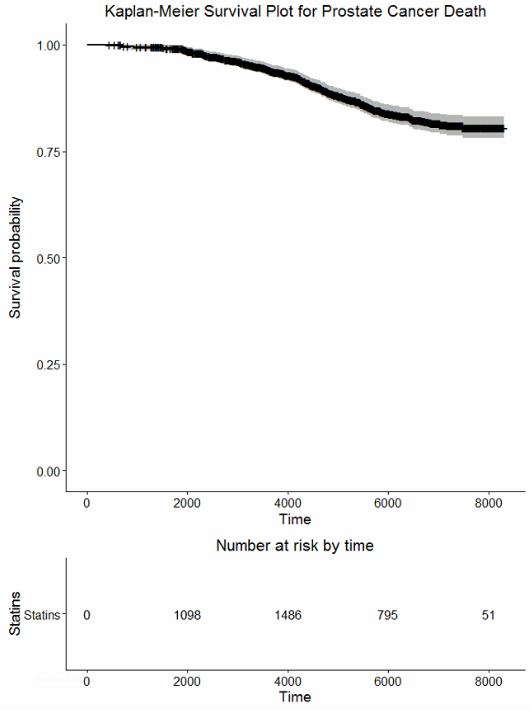 Kaplan-Meier Survival Plot for Prostate Cancer Death
1.00
0.75
0.50
0.25
0.00
Survival probability
0 2000 4000 6000 8000
Time
Number at risk by time
Statins
Statins 0 1098 1486 795 51
0 2000 4000 6000 8000
Time